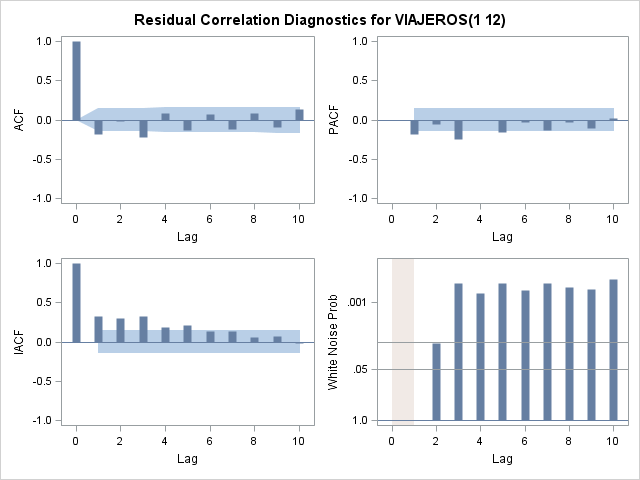 Residual Correlation Diagnostics for VIAJEROS(1 12)
1.0
0.5
0.0
-0.5
-1.0
ACF
0 2 4 6 8 10
Lag
1.0
0.5
0.0
-0.5
-1.0
PACF
0 2 4 6 8 10
Lag
1.0
0.5
0.0
-0.5
-1.0
IACF
0 2 4 6 8 10
Lag
.001
.05
1.0
White Noise Prob
0 2 4 6 8 10
Lag